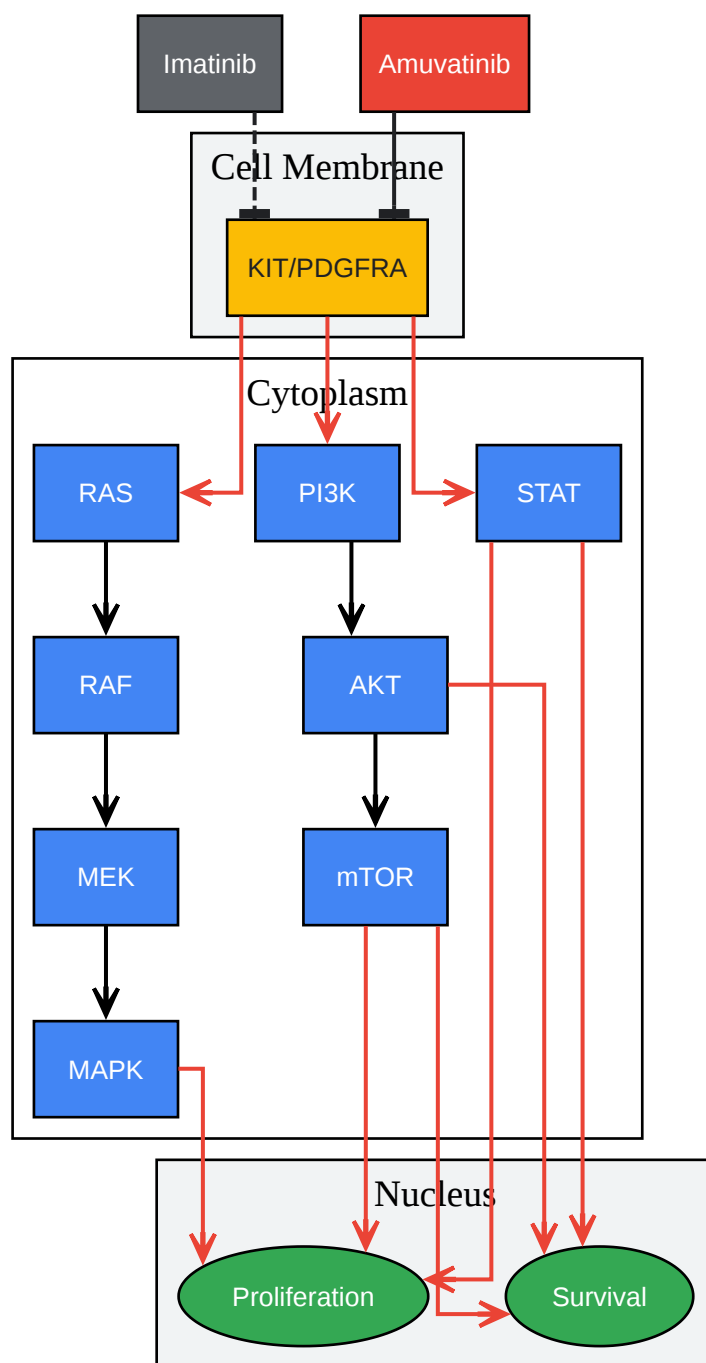 Imatinib
Amuvatinib
Cell Membrane
KIT/PDGFRA
Cytoplasm
RAS
PI3K
STAT
RAF
AKT
MEK
mTOR
MAPK
Nucleus
Proliferation
Survival